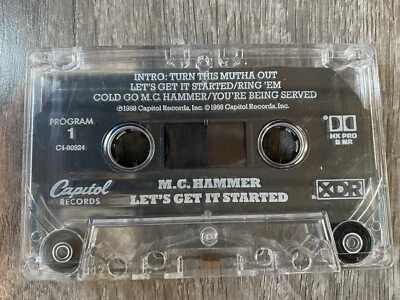 INTRO: TURN THIS MUTHA OUT
LET'S GET IT STARTED/RING 'EM
COLD GO M.C. HAMMER/YOU'RE BEING SERVED
℗1988 Capitol Records, Inc. ©1988 Capitol Records, Inc.
PROGRAM
1
C4-90924
HX PRO
B NR
M.C. HAMMER
LET'S GET IT STARTED
Capitol
RECORDS
XDR